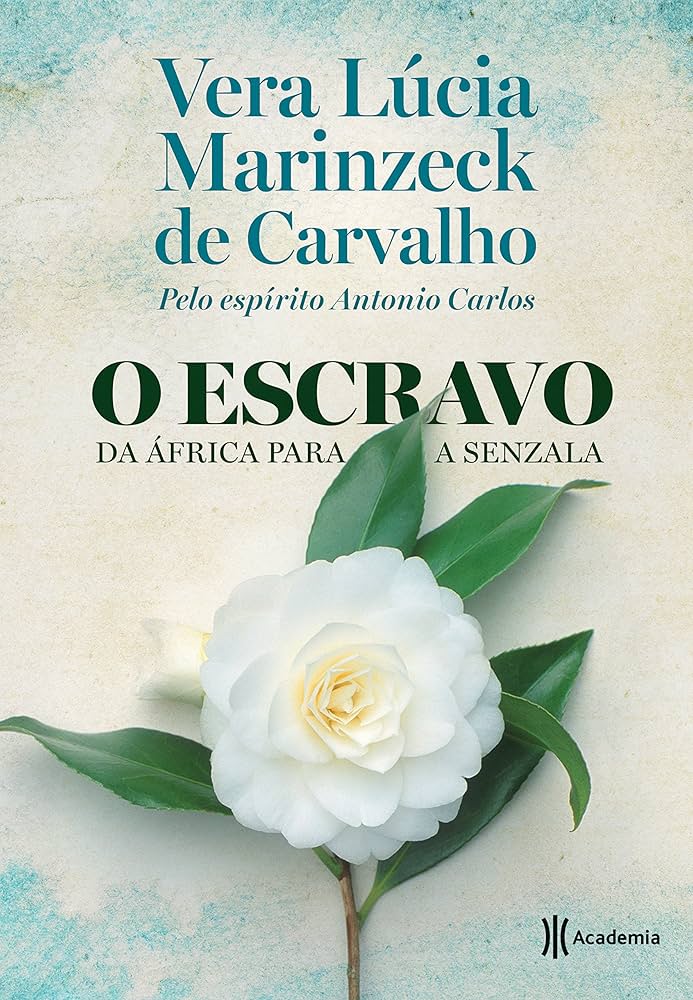 Vera Lúcia
Marinzeck
de Carvalho
Pelo espírito Antonio Carlos
O ESCRAVO
DA ÁFRICA PARA A SENZALA
Academia